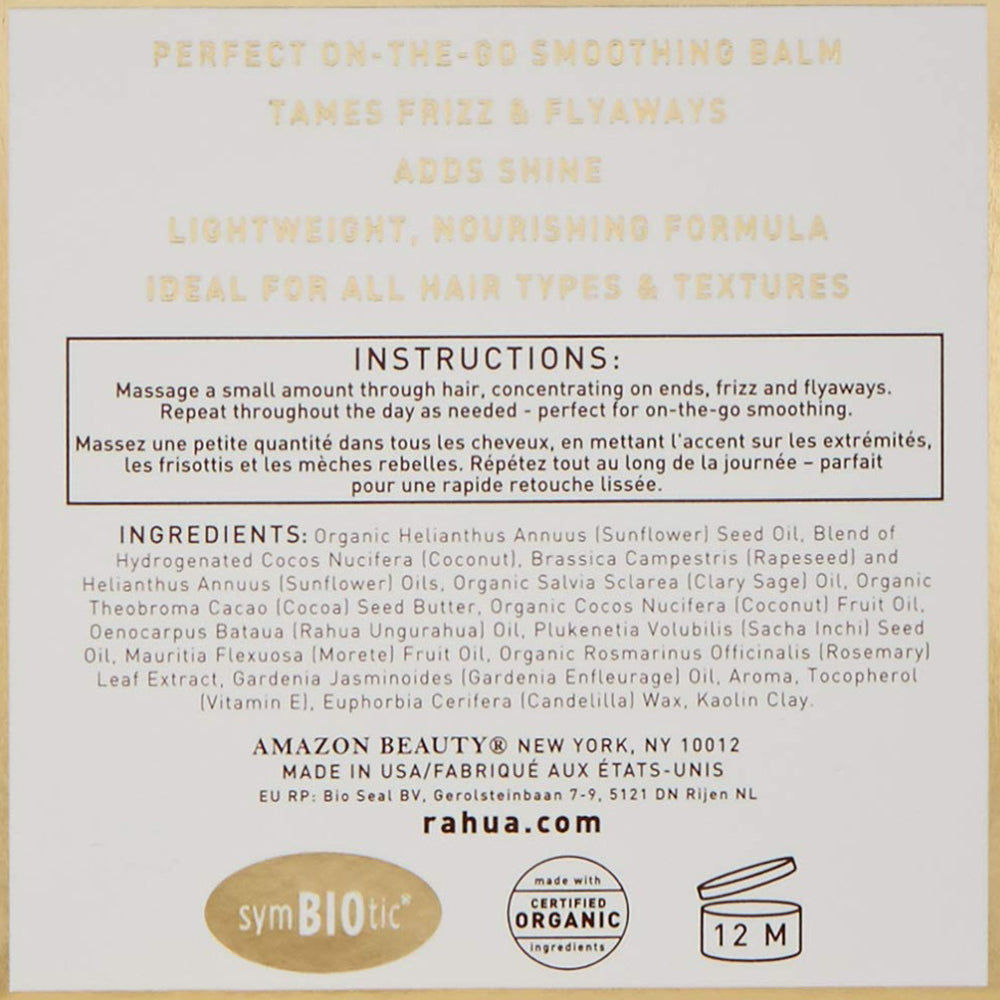 PERFECT ON-THE-GO SMOOTHING BALM
TAMES FRIZZ & FLYAWAYS
ADDS SHINE
LIGHTWEIGHT, NOURISHING FORMULA
IDEAL FOR ALL HAIR TYPES & TEXTURES
INSTRUCTIONS:
Massage a small amount through hair, concentrating on ends, frizz and flyaways.
Repeat throughout the day as needed - perfect for on-the-go smoothing.
Massez une petite quantité dans tous les cheveux, en mettant l'accent sur les extrémités,
les frisottis et les mèches rebelles. Répétez tout au long de la journée – parfait
pour une rapide retouche lissée.
INGREDIENTS: Organic Helianthus Annuus (Sunflower) Seed Oil, Blend of
Hydrogenated Cocos Nucifera (Coconut), Brassica Campestris (Rapeseed) and
Helianthus Annuus (Sunflower) Oils, Organic Salvia Sclarea (Clary Sage) Oil, Organic
Theobroma Cacao (Cocoa) Seed Butter, Organic Cocos Nucifera (Coconut) Fruit Oil,
Oenocarpus Bataua (Rahua Ungurahua) Oil, Plukenetia Volubilis (Sacha Inchi) Seed
Oil, Mauritia Flexuosa (Morete) Fruit Oil, Organic Rosmarinus Officinalis (Rosemary)
Leaf Extract, Gardenia Jasminoides (Gardenia Enfleurage) Oil, Aroma, Tocopherol
(Vitamin E), Euphorbia Cerifera (Candelilla) Wax, Kaolin Clay.
AMAZON BEAUTY® NEW YORK, NY 10012
MADE IN USA/FABRIQUÉ AUX ÉTATS-UNIS
EU RP: Bio Seal BV, Gerolsteinbaan 7-9, 5121 DN Rijen NL
rahua.com
symBIOtic®
made with
CERTIFIED
ORGANIC
ingredients
12 M